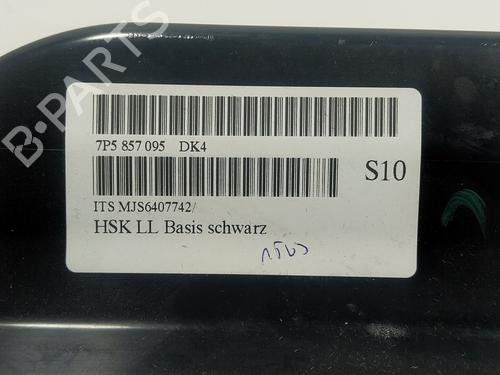 B-PARTS
7P5 857 095 DK4
S10
ITS MJS6407742/
HSK LL Basis schwarz